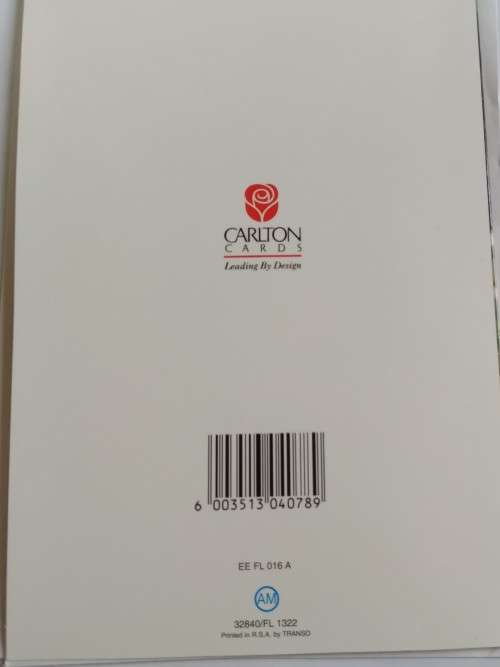 CARLTON
CARDS
Leading By Design
6 003513 040789
EE FL 016 A
AM
32840/FL 1322
Printed in R.S.A. by TRANSO